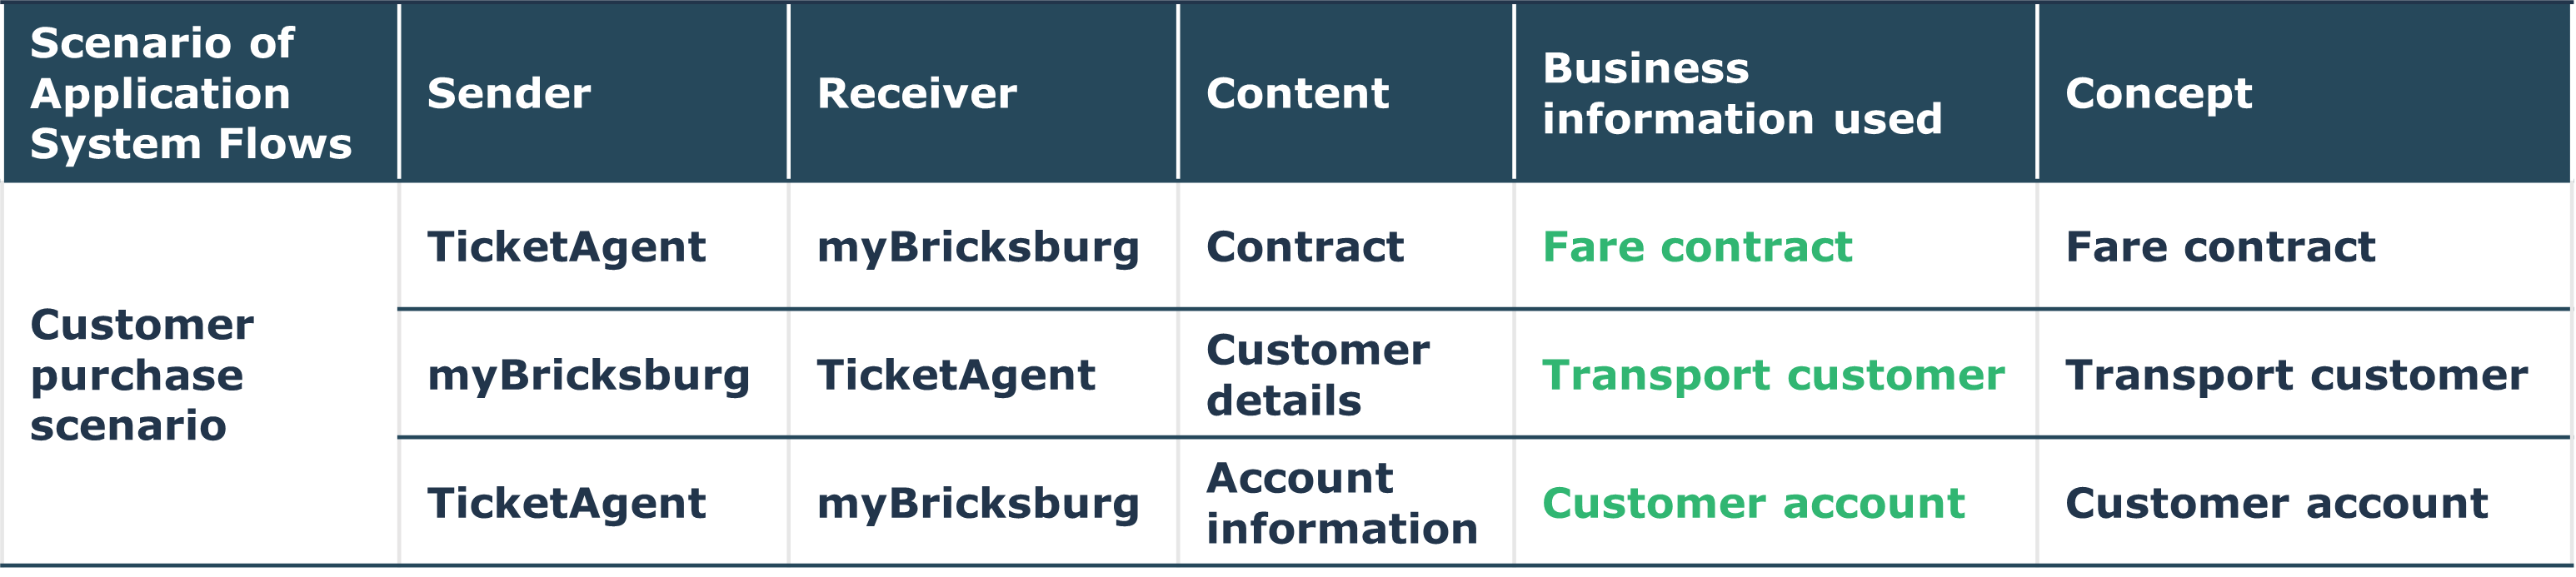 Scenario of
Application
System Flows
Sender
Receiver
Content
Business
information used
Concept
Customer
purchase
scenario
TicketAgent
myBricksburg
Contract
Fare contract
Fare contract
myBricksburg
TicketAgent
Customer
details
Transport customer
Transport customer
TicketAgent
myBricksburg
Account
information
Customer account
Customer account